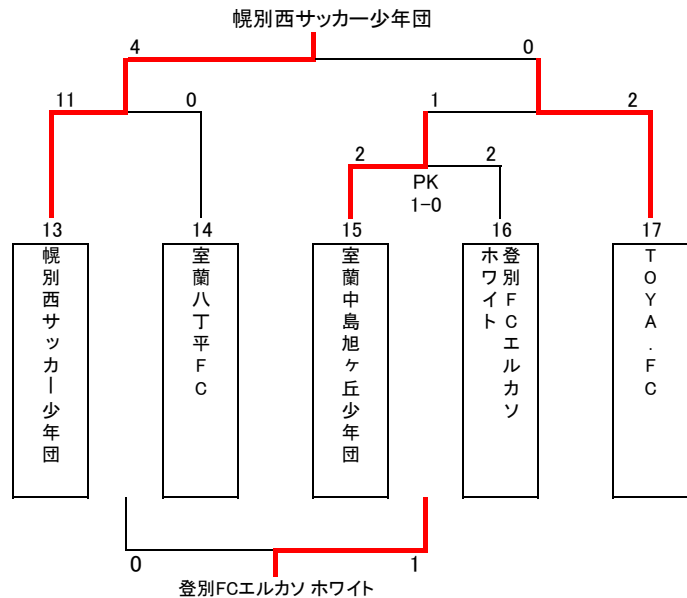 幌別西サッカー少年団
4 0
11 0 1 2
2 2
PK
1-0
13 14 15 16 17
幌別西サッカー少年団
室蘭八丁平FC
室蘭中島旭ヶ丘少年団
登別FCエルカソ
ホワイト
TOYA.FC
0 1
登別FCエルカソ ホワイト